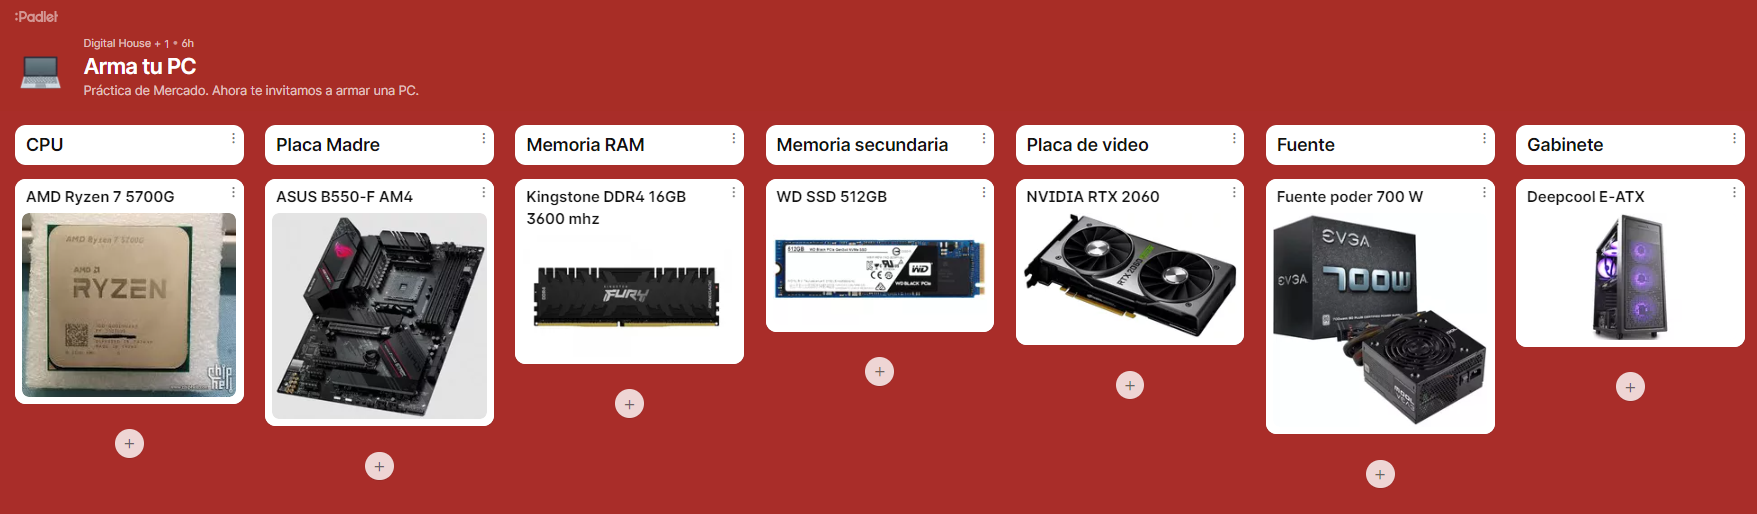 :Padlet
Digital House + 1 • 6h
Arma tu PC
Práctica de Mercado. Ahora te invitamos a armar una PC.
CPU
AMD Ryzen 7 5700G
AMD Ryzen 7 5700G
AMD
RYZEN
chip
hell
Placa Madre
ASUS B550-F AM4
Memoria RAM
Kingstone DDR4 16GB
3600 mhz
FURY
Memoria secundaria
WD SSD 512GB
512GB
WD
WD BLACK PCIe
Placa de video
NVIDIA RTX 2060
RTX 2060
Fuente
Fuente poder 700 W
EVGA
EVGA
700W
Gabinete
Deepcool E-ATX